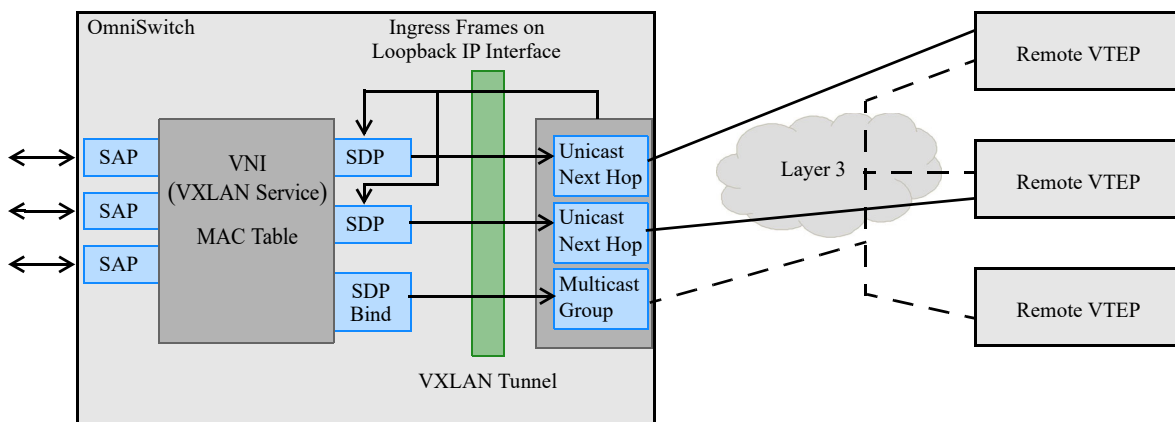 OmniSwitch
Ingress Frames on
Loopback IP Interface
SAP
SAP
SAP
VNI
(VXLAN Service)
MAC Table
SDP
SDP
SDP
Bind
Unicast
Next Hop
Unicast
Next Hop
Multicast
Group
VXLAN Tunnel
Layer 3
Remote VTEP
Remote VTEP
Remote VTEP